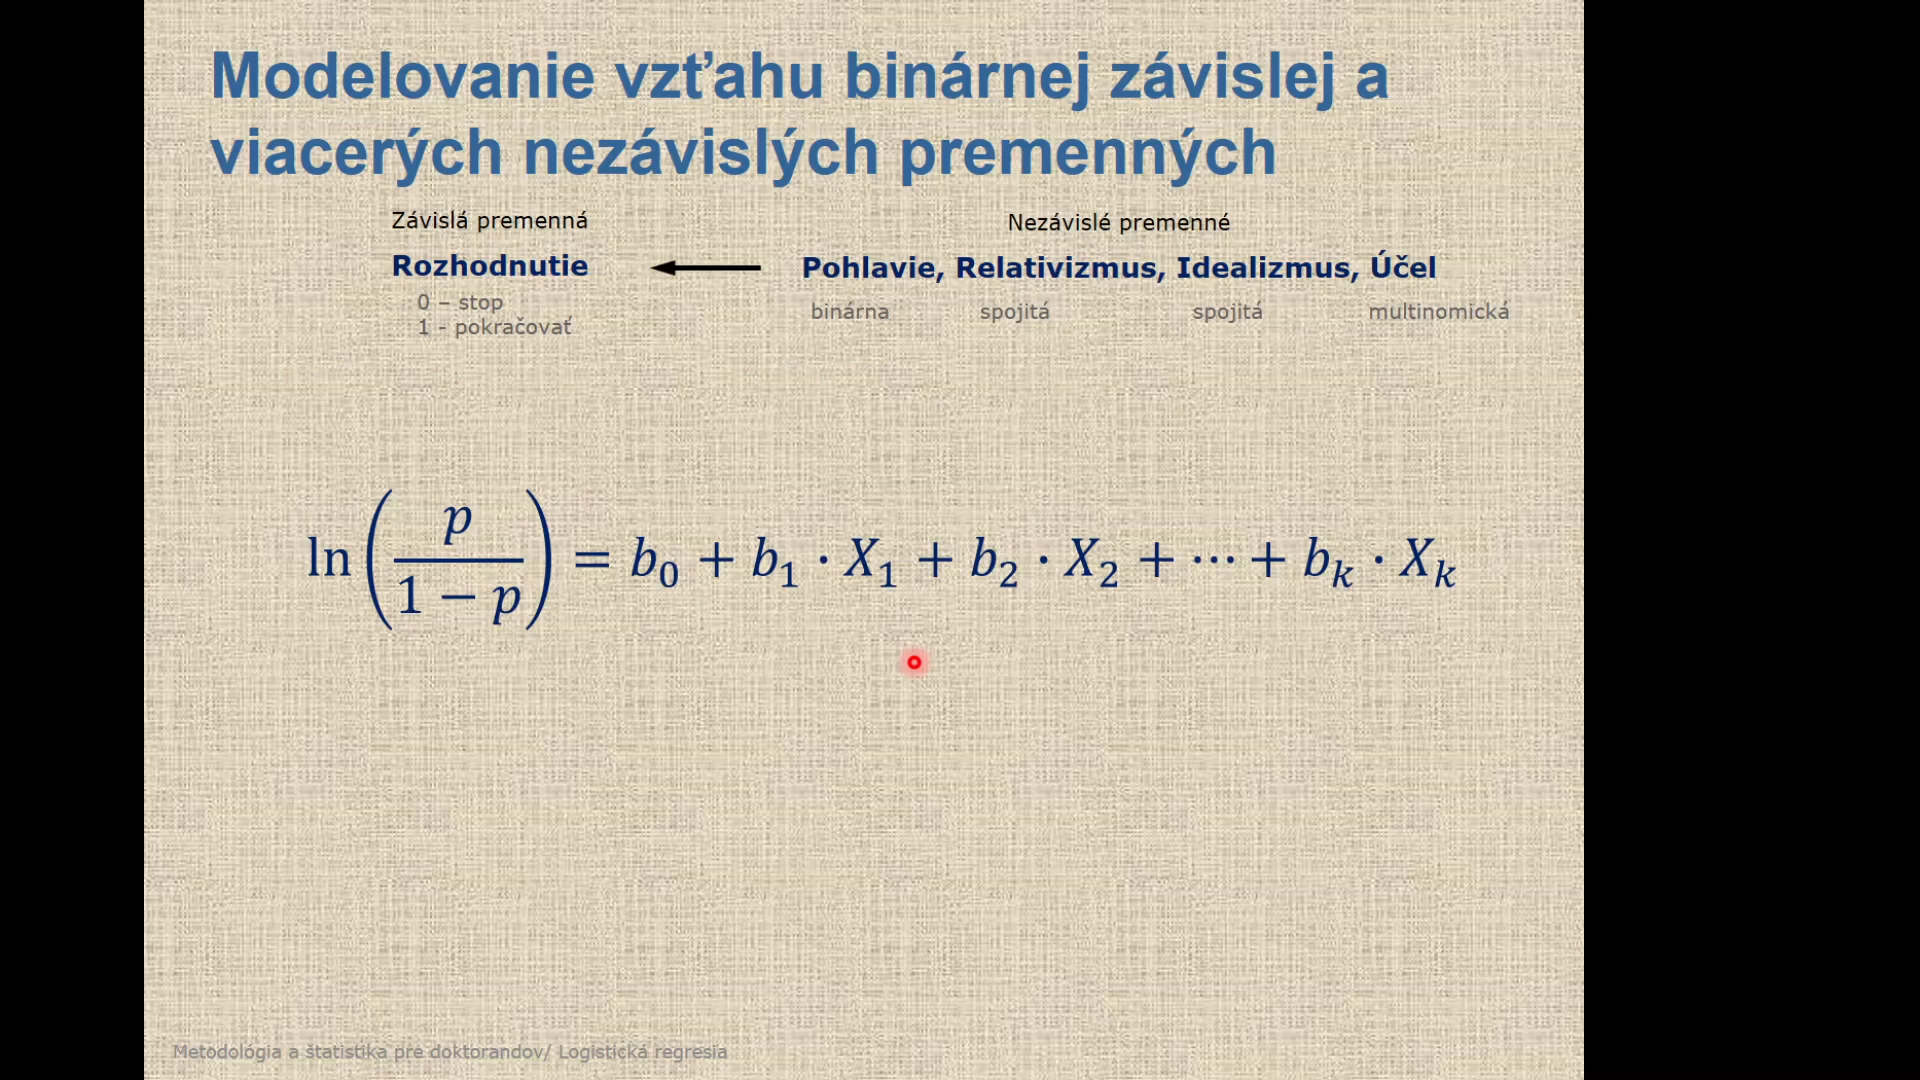 Modelovanie vzťahu binárnej závislej a
viacerých nezávislých premenných
Závislá premenná
Rozhodnutie
0 – stop
1 - pokračovať
Nezávislé premenné
Pohlavie, Relativizmus, Idealizmus, Účel
binárna spojitá spojitá multinomická
ln(p/(1 − p)) = b₀ + b₁ · X₁ + b₂ · X₂ + ⋯ + bₖ · Xₖ
Metodológia a štatistika pre doktorandov/ Logistická regresia